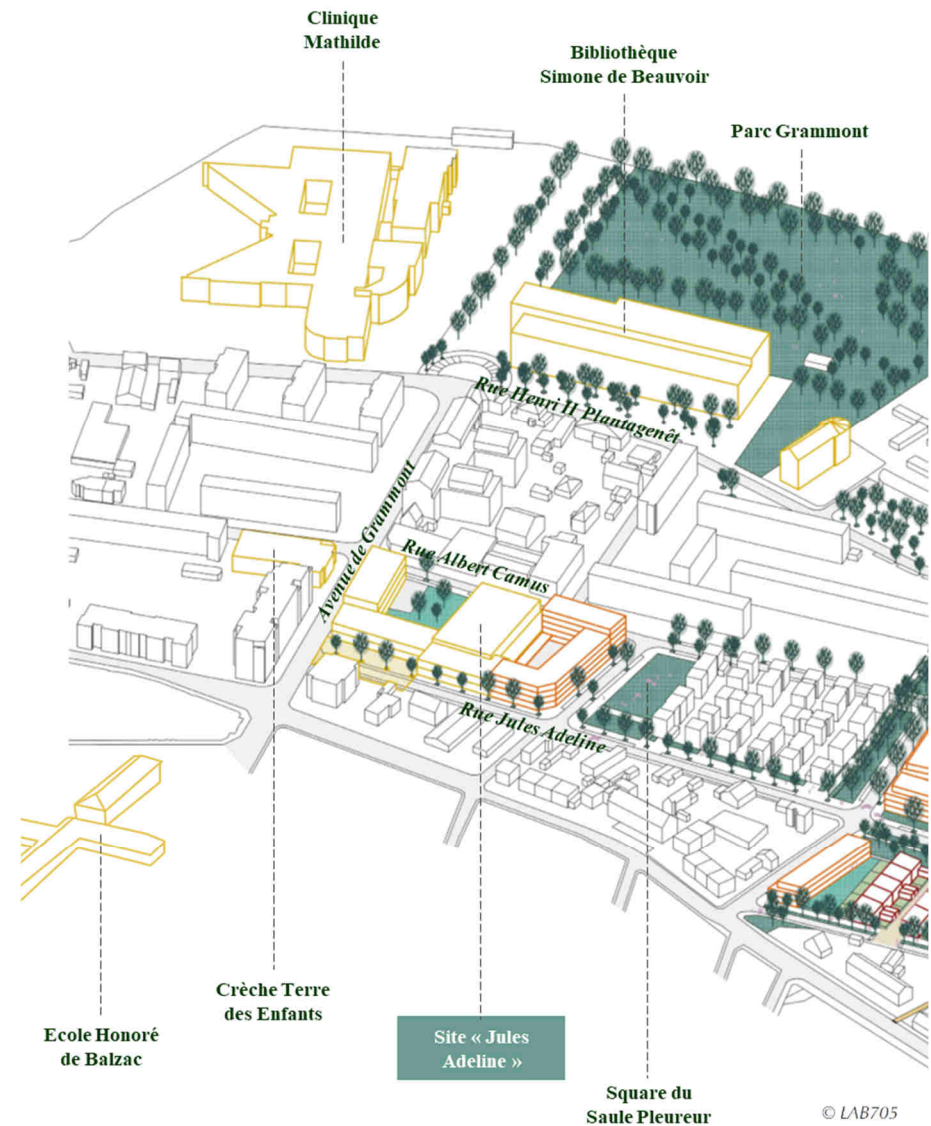 Clinique
Mathilde
Bibliothèque
Simone de Beauvoir
Parc Grammont
Rue Henri II Plantagenêt
Avenue de Grammont
Rue Albert Camus
Rue Jules Adeline
Crèche Terre
des Enfants
Ecole Honoré
de Balzac
Site « Jules
Adeline »
Square du
Saule Pleureur
© LAB705